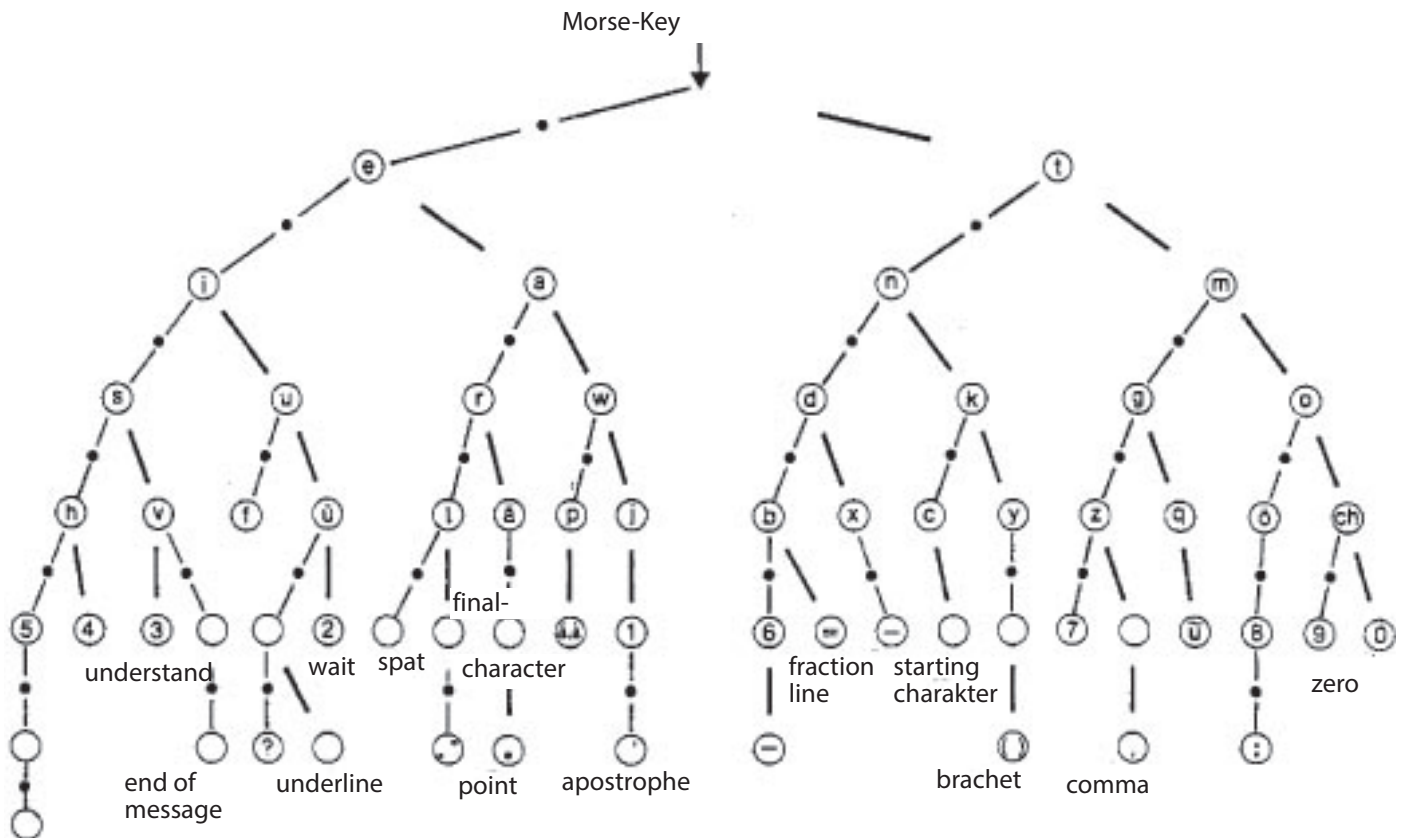 Morse-Key
e
t
i
a
n
m
s
u
r
w
d
k
g
o
h
v
f
ü
l
p
j
b
x
c
y
z
q
ö
ch
final-
5
4
3
2
1
6
=
–
7
8
9
0
understand
wait
spat
character
fraction
line
starting
charakter
zero
?
–
( )
,
:
'
end of
message
underline
point
apostrophe
brachet
comma